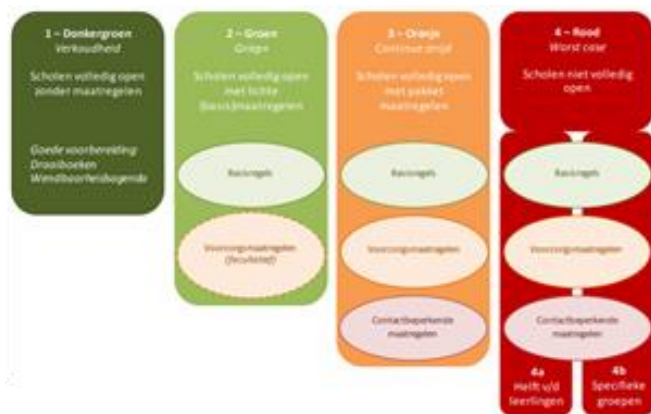 1 – Donkergroen
Verkoudheid
Scholen volledig open
zonder maatregelen
Goede voorbereiding
Draaiboeken
Wendbaarheidsagenda
2 – Groen
Griep+
Scholen volledig open
met lichte
(basis)maatregelen
Basisregels
Voorzorgsmaatregelen
(facultatief)
3 – Oranje
Continue strijd
Scholen volledig open
met pakket
maatregelen
Basisregels
Voorzorgsmaatregelen
Contactbeperkende
maatregelen
4 – Rood
Worst case
Scholen niet volledig
open
Basisregels
Voorzorgsmaatregelen
Contactbeperkende
maatregelen
4a
Helft v/d
leerlingen
4b
Specifieke
groepen